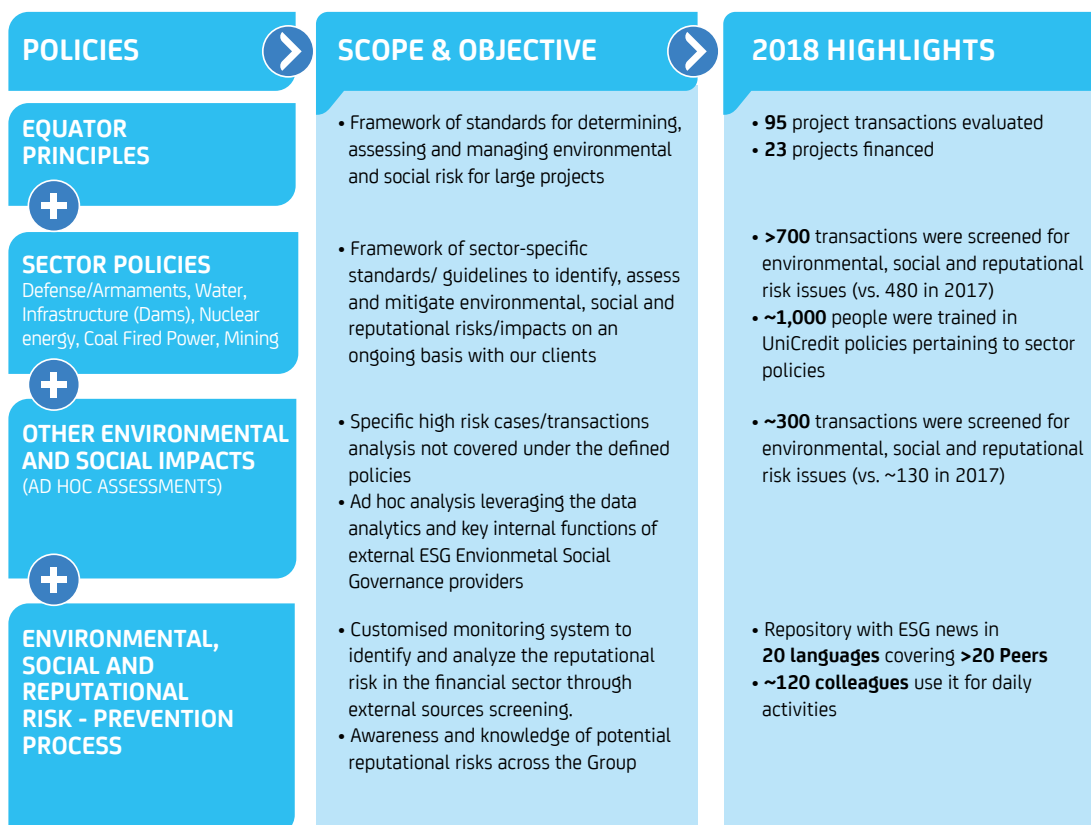 POLICIES
SCOPE & OBJECTIVE
2018 HIGHLIGHTS
EQUATOR
PRINCIPLES
• Framework of standards for determining,
assessing and managing environmental
and social risk for large projects
• 95 project transactions evaluated
• 23 projects financed
SECTOR POLICIES
Defense/Armaments, Water,
Infrastructure (Dams), Nuclear
energy, Coal Fired Power, Mining
• Framework of sector-specific
standards/ guidelines to identify, assess
and mitigate environmental, social and
reputational risks/impacts on an
ongoing basis with our clients
• >700 transactions were screened for
environmental, social and reputational
risk issues (vs. 480 in 2017)
• ~1,000 people were trained in
UniCredit policies pertaining to sector
policies
OTHER ENVIRONMENTAL
AND SOCIAL IMPACTS
(AD HOC ASSESSMENTS)
• Specific high risk cases/transactions
analysis not covered under the defined
policies
• Ad hoc analysis leveraging the data
analytics and key internal functions of
external ESG Envionmetal Social
Governance providers
• ~300 transactions were screened for
environmental, social and reputational
risk issues (vs. ~130 in 2017)
ENVIRONMENTAL,
SOCIAL AND
REPUTATIONAL
RISK - PREVENTION
PROCESS
• Customised monitoring system to
identify and analyze the reputational
risk in the financial sector through
external sources screening.
• Awareness and knowledge of potential
reputational risks across the Group
• Repository with ESG news in
20 languages covering >20 Peers
• ~120 colleagues use it for daily
activities